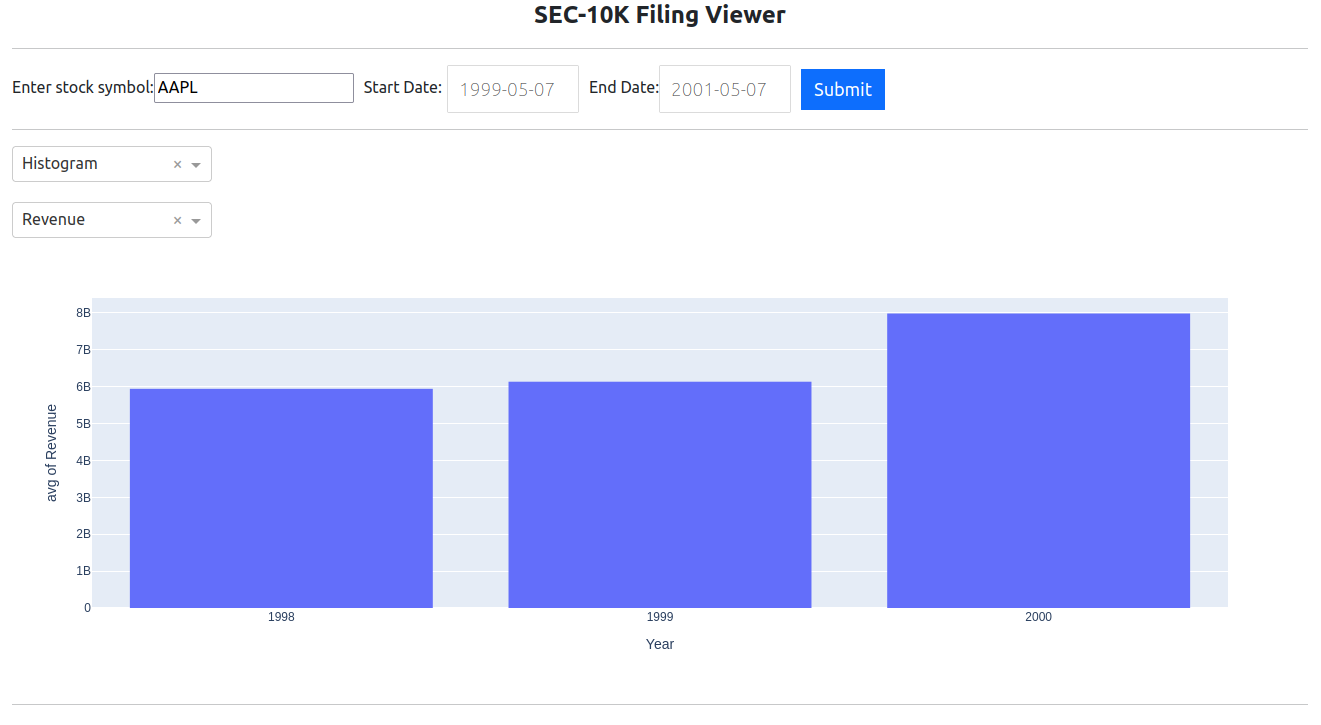 SEC-10K Filing Viewer
Enter stock symbol: AAPL Start Date: 1999-05-07 End Date: 2001-05-07 Submit
Histogram × 
Revenue ×
8B
7B
6B
5B
4B
3B
2B
1B
0
avg of Revenue
1998 1999 2000
Year